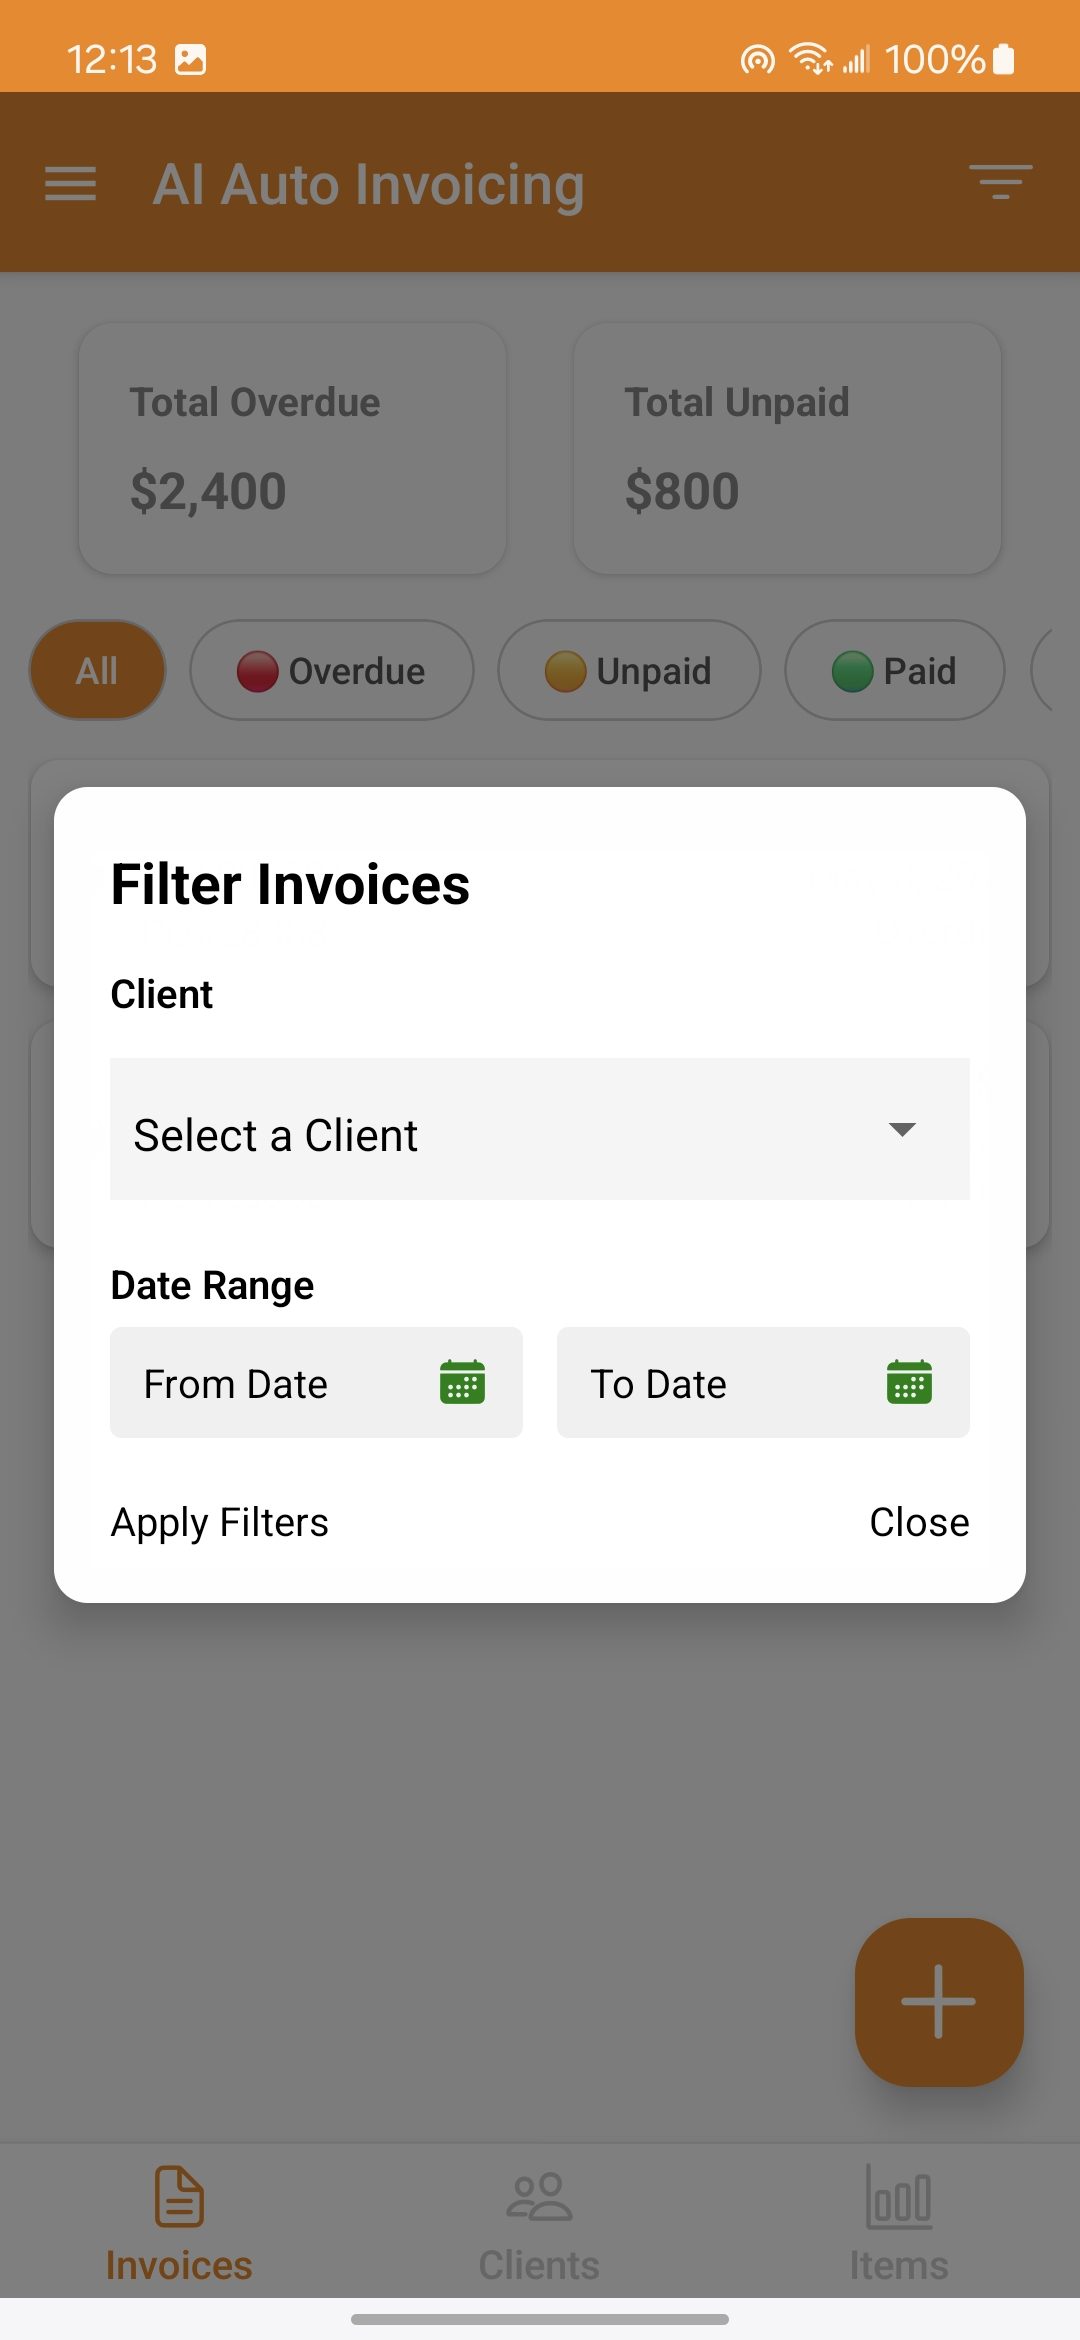 12:13
100%
AI Auto Invoicing
Total Overdue
$2,400
Total Unpaid
$800
All
Overdue
Unpaid
Paid
Filter Invoices
Client
Select a Client
Date Range
From Date
To Date
Apply Filters
Close
Invoices
Clients
Items